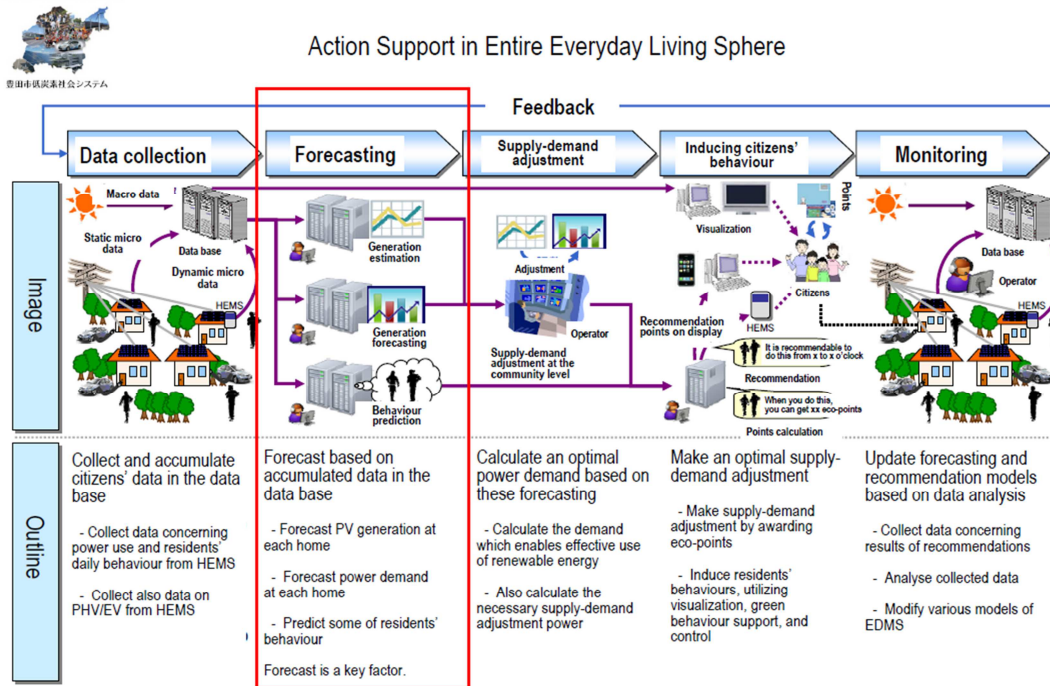 豊田市低炭素社会システム
Action Support in Entire Everyday Living Sphere
Feedback
Data collection
Forecasting
Supply-demand
adjustment
Inducing citizens'
behaviour
Monitoring
Image
Macro data
Static micro
data
Data base
Dynamic micro
data
HEMS
Generation
estimation
Generation
forecasting
Behaviour
prediction
Adjustment
Operator
Supply-demand
adjustment at the
community level
Visualization
Points
Citizens
Recommendation
points on display
HEMS
It is recommendable to
do this from x to x o'clock
Recommendation
When you do this,
you can get xx eco-points
Points calculation
Data base
Operator
HEMS
Outline
Collect and accumulate
citizens' data in the data
base
- Collect data concerning
power use and residents'
daily behaviour from HEMS
- Collect also data on
PHV/EV from HEMS
Forecast based on
accumulated data in the
data base
- Forecast PV generation at
each home
- Forecast power demand
at each home
- Predict some of residents'
behaviour
Forecast is a key factor.
Calculate an optimal
power demand based on
these forecasting
- Calculate the demand
which enables effective use
of renewable energy
- Also calculate the
necessary supply-demand
adjustment power
Make an optimal supply-
demand adjustment
- Make supply-demand
adjustment by awarding
eco-points
- Induce residents'
behaviours, utilizing
visualization, green
behaviour support, and
control
Update forecasting and
recommendation models
based on data analysis
- Collect data concerning
results of recommendations
- Analyse collected data
- Modify various models of
EDMS